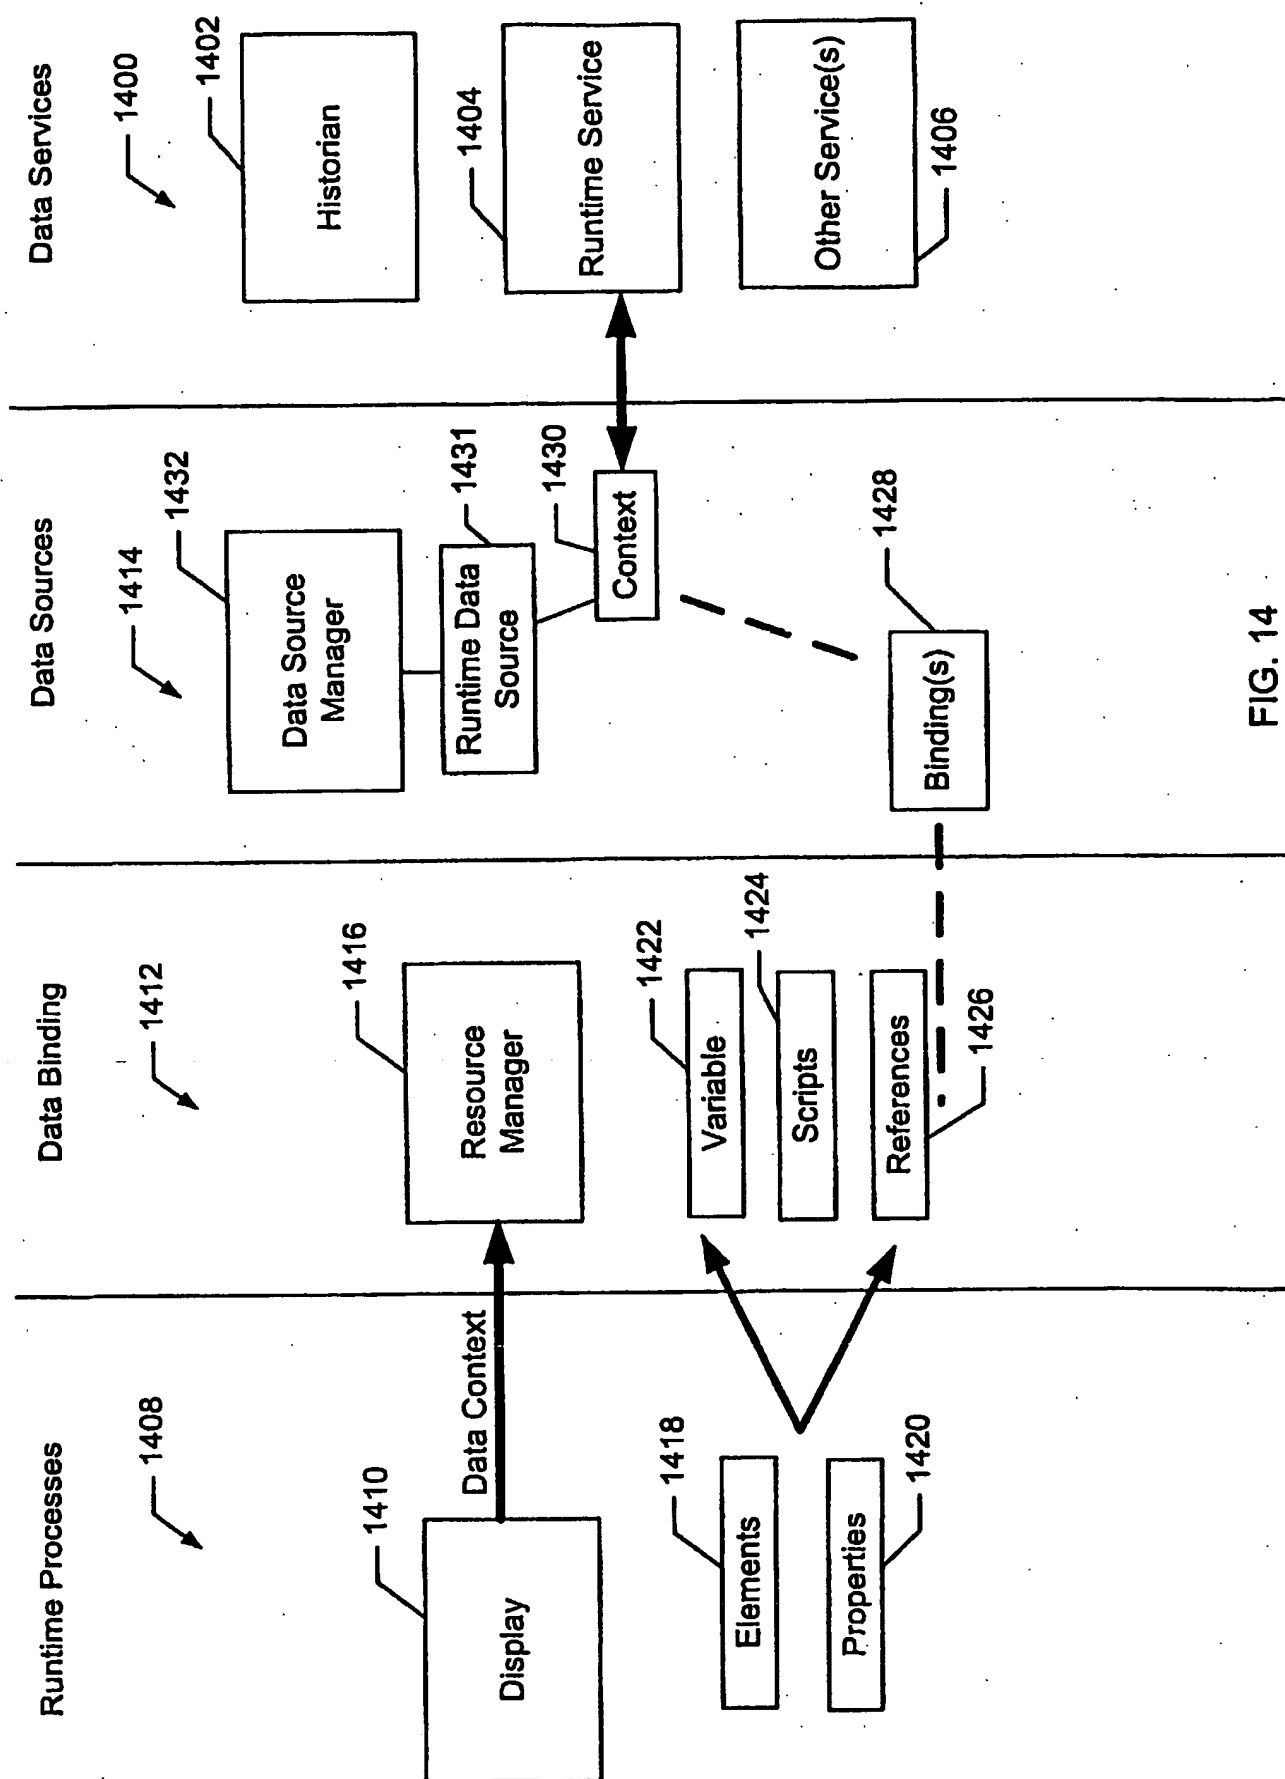 Runtime Processes
1408
1410
Display
Data Context
Elements
1418
Properties
1420
Data Binding
1412
1416
Resource
Manager
1422
Variable
1424
Scripts
References
1426
Data Sources
1414
1432
Data Source
Manager
1431
Runtime Data
Source
1430
Context
1428
Binding(s)
Data Services
1400
1402
Historian
1404
Runtime Service
Other Service(s)
1406
FIG. 14